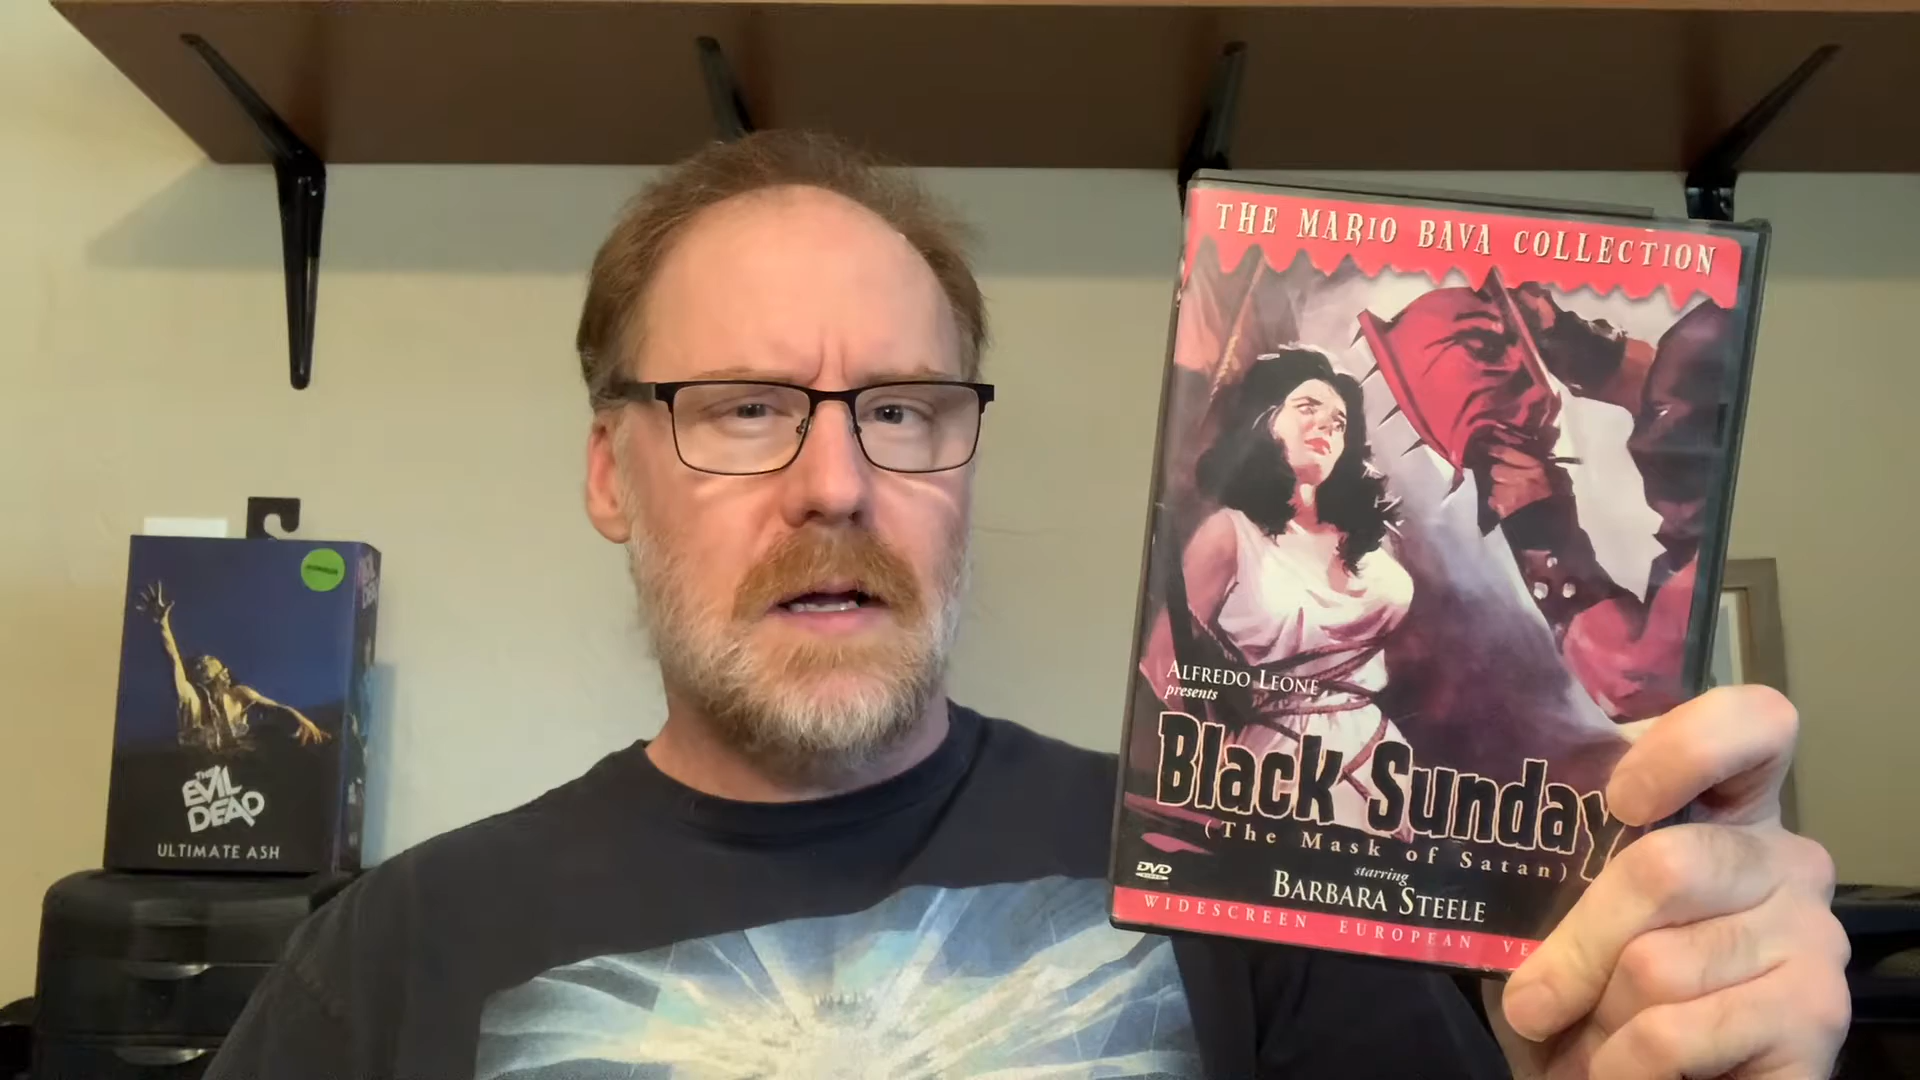 THE MARIO BAVA COLLECTION
ALFREDO LEONE
presents
Black Sunday
(The Mask of Satan)
starring
BARBARA STEELE
DVD
WIDESCREEN EUROPEAN VE
THE
EVIL
DEAD
ULTIMATE ASH